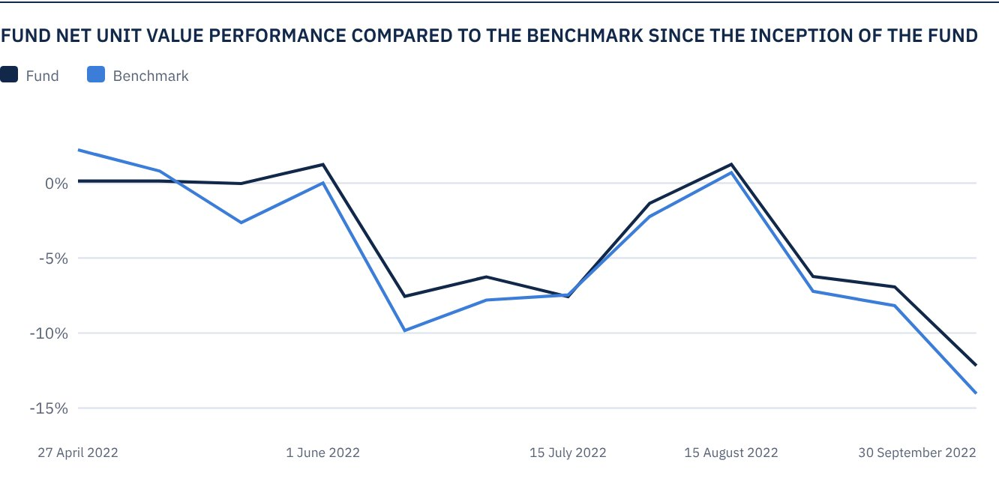 FUND NET UNIT VALUE PERFORMANCE COMPARED TO THE BENCHMARK SINCE THE INCEPTION OF THE FUND
Fund Benchmark
0%
-5%
-10%
-15%
27 April 2022 1 June 2022 15 July 2022 15 August 2022 30 September 2022